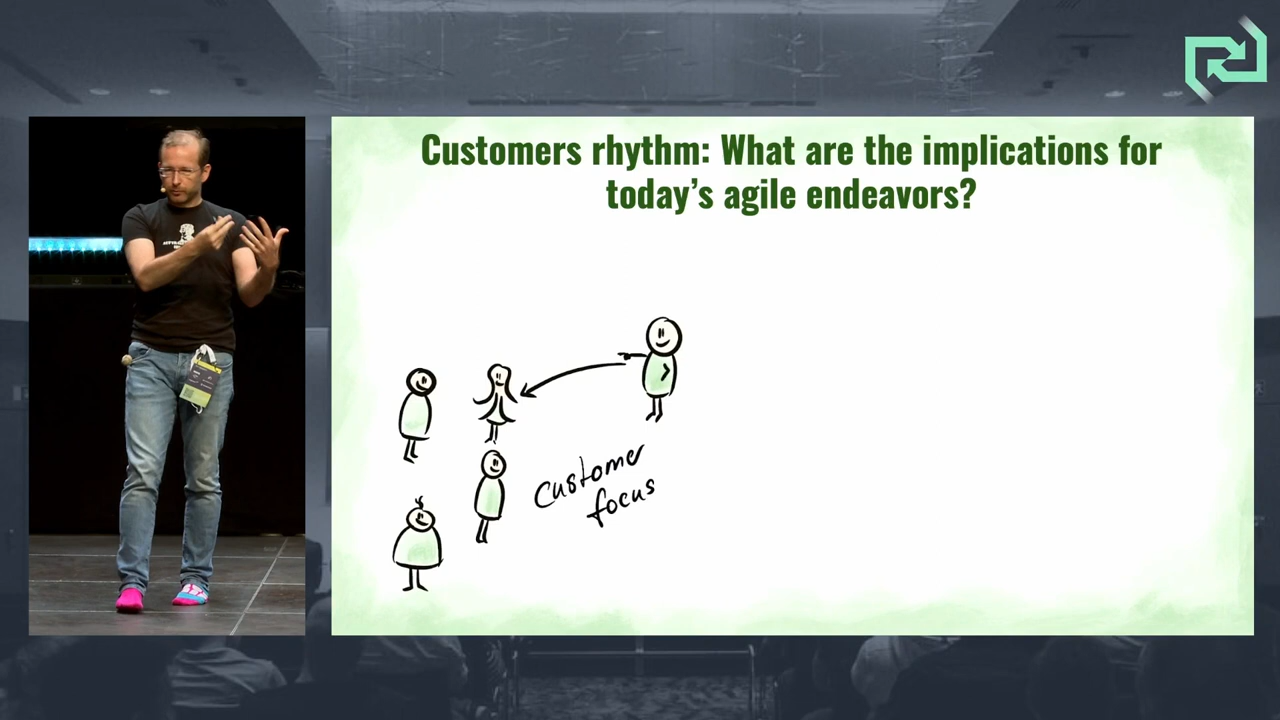 Customers rhythm: What are the implications for
today's agile endeavors?
customer
focus